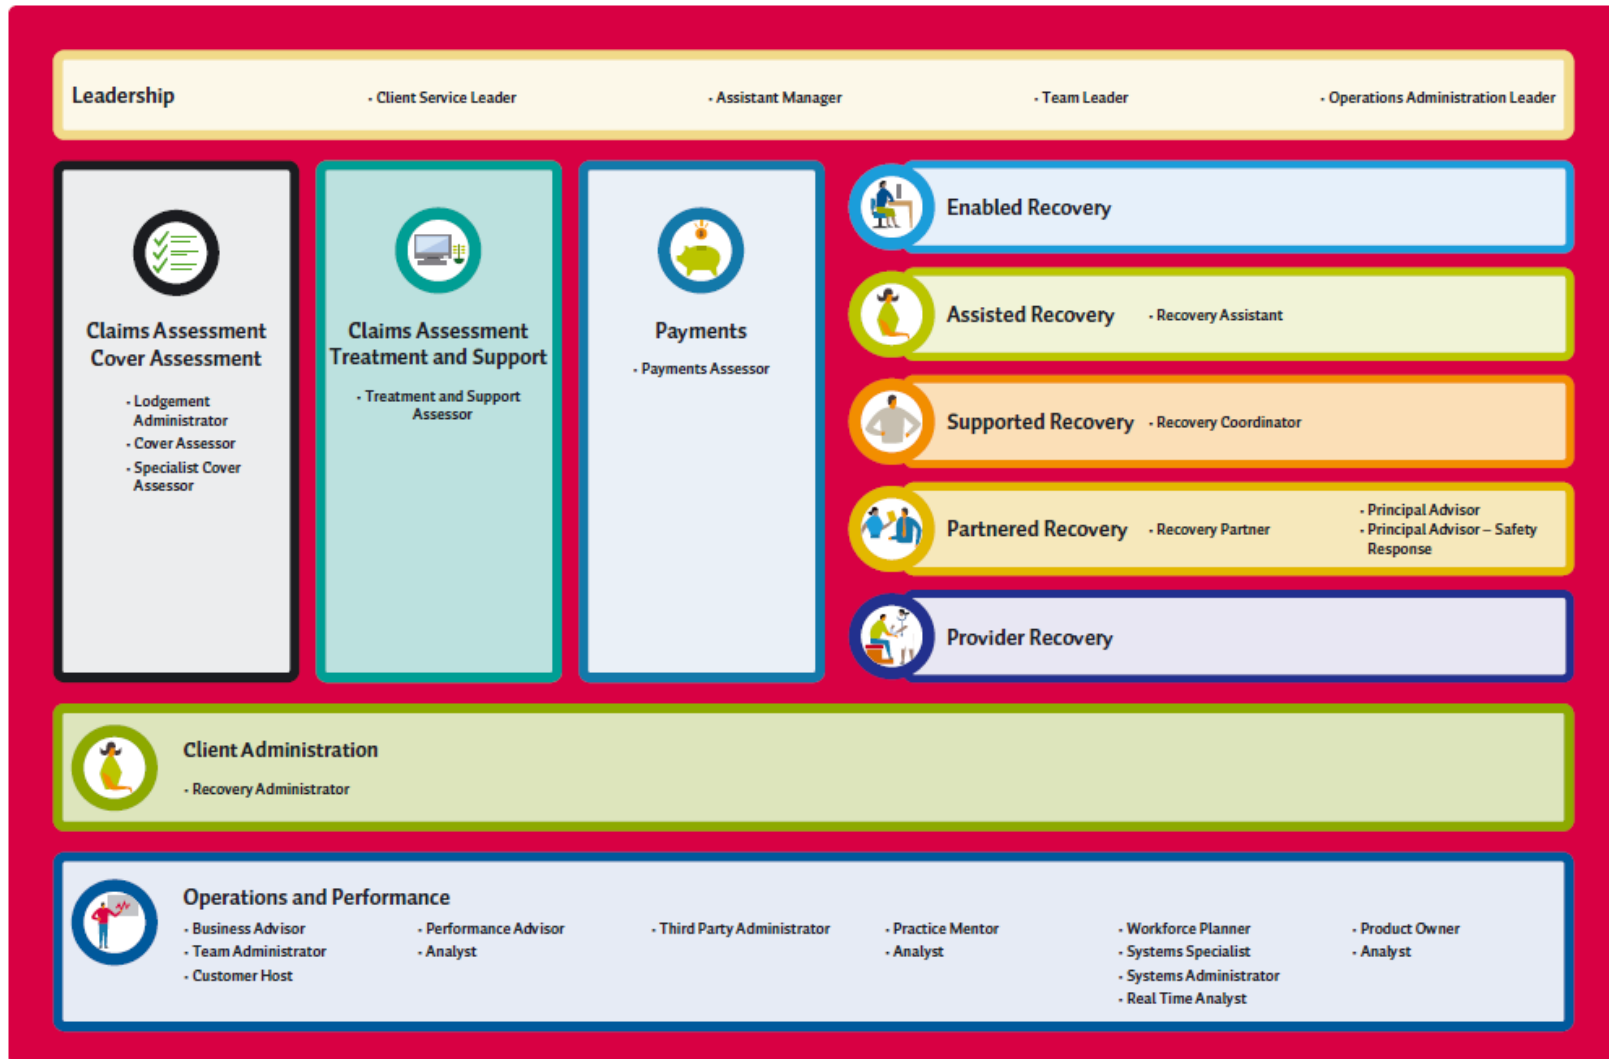 Leadership
- Client Service Leader
- Assistant Manager
- Team Leader
- Operations Administration Leader
Claims Assessment
Cover Assessment
- Lodgement
Administrator
- Cover Assessor
- Specialist Cover
Assessor
Claims Assessment
Treatment and Support
- Treatment and Support
Assessor
Payments
- Payments Assessor
Enabled Recovery
Assisted Recovery
- Recovery Assistant
Supported Recovery
- Recovery Coordinator
Partnered Recovery
- Recovery Partner
- Principal Advisor
- Principal Advisor – Safety
Response
Provider Recovery
Client Administration
- Recovery Administrator
Operations and Performance
- Business Advisor
- Team Administrator
- Customer Host
- Performance Advisor
- Analyst
- Third Party Administrator
- Practice Mentor
- Analyst
- Workforce Planner
- Systems Specialist
- Systems Administrator
- Real Time Analyst
- Product Owner
- Analyst